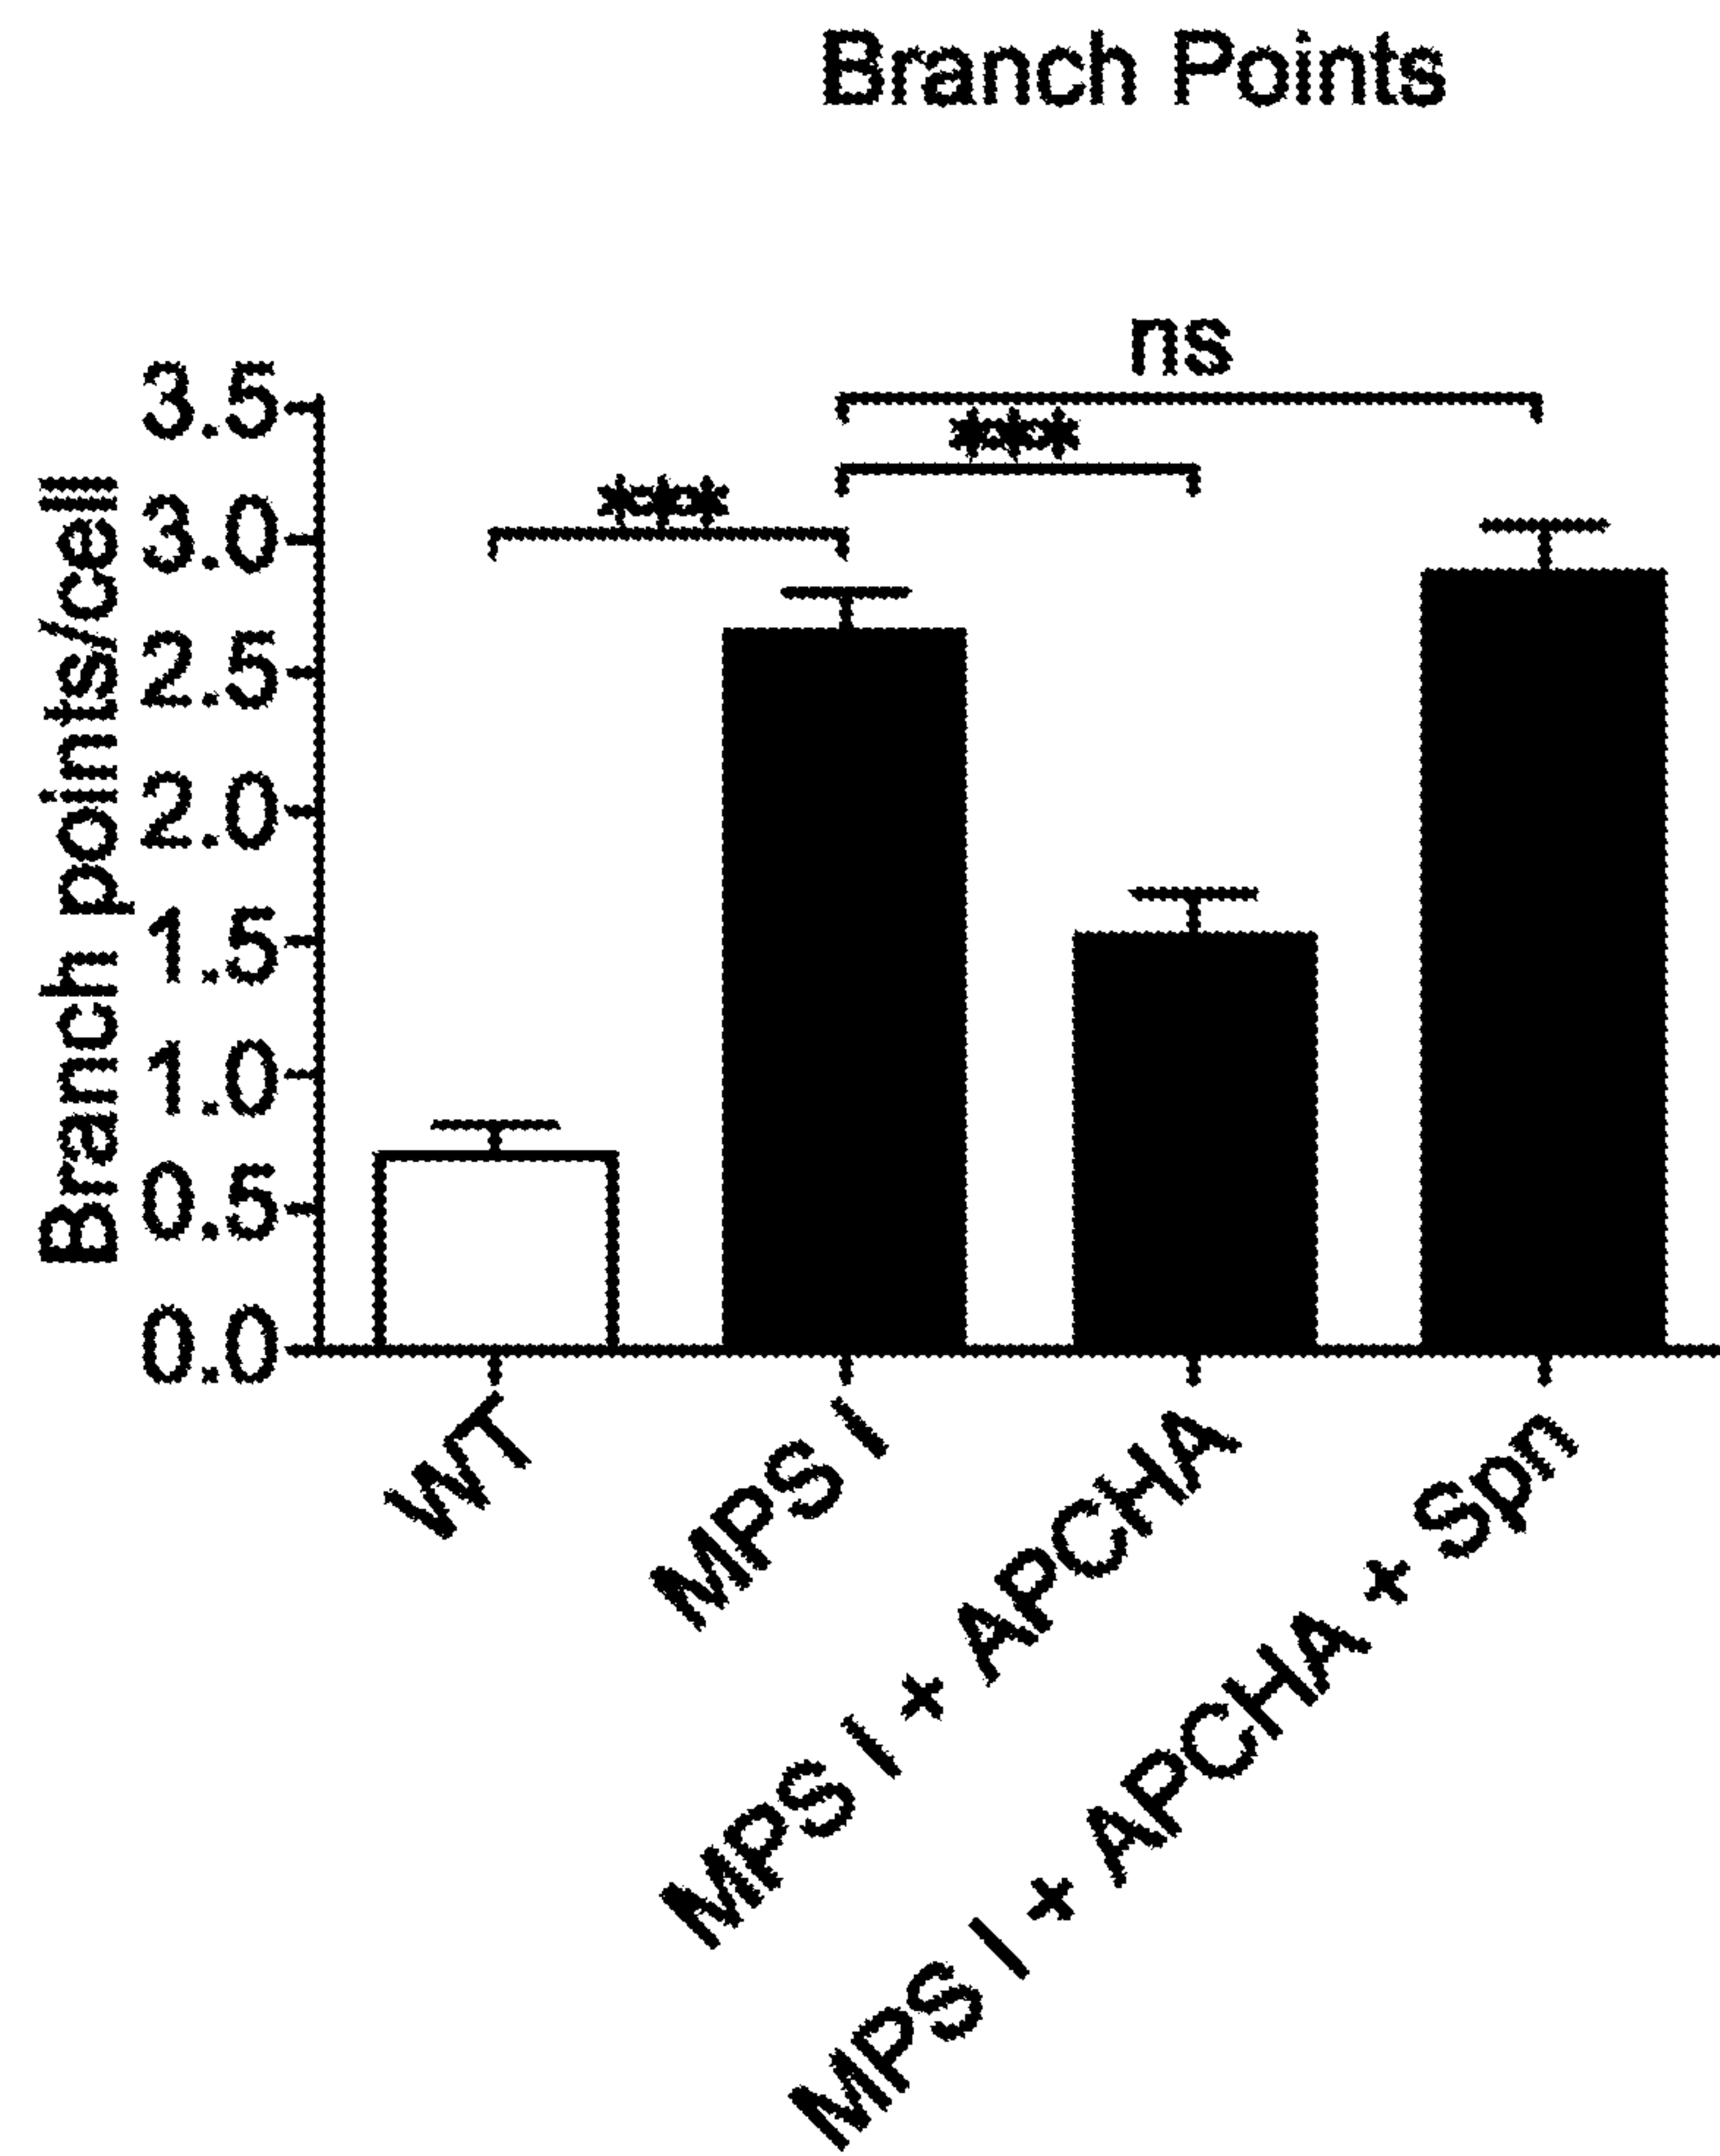 Branch Points
Branch points/cell
3.5
3.0
2.5
2.0
1.5
1.0
0.5
0.0
ns
***
***
WT
MPS I
MPS I + APCHA
MPS I + APCHA + Spn